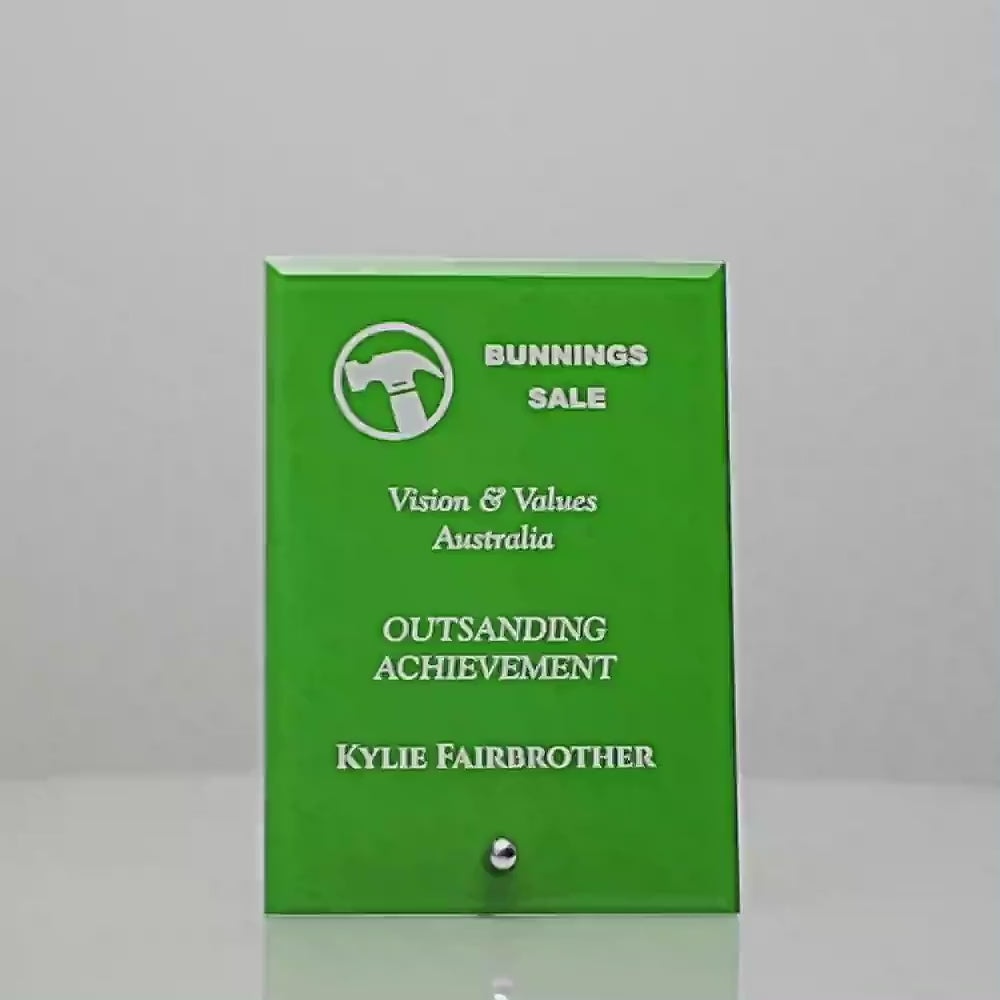 BUNNINGS
SALE
Vision & Values
Australia
OUTSANDING
ACHIEVEMENT
KYLIE FAIRBROTHER